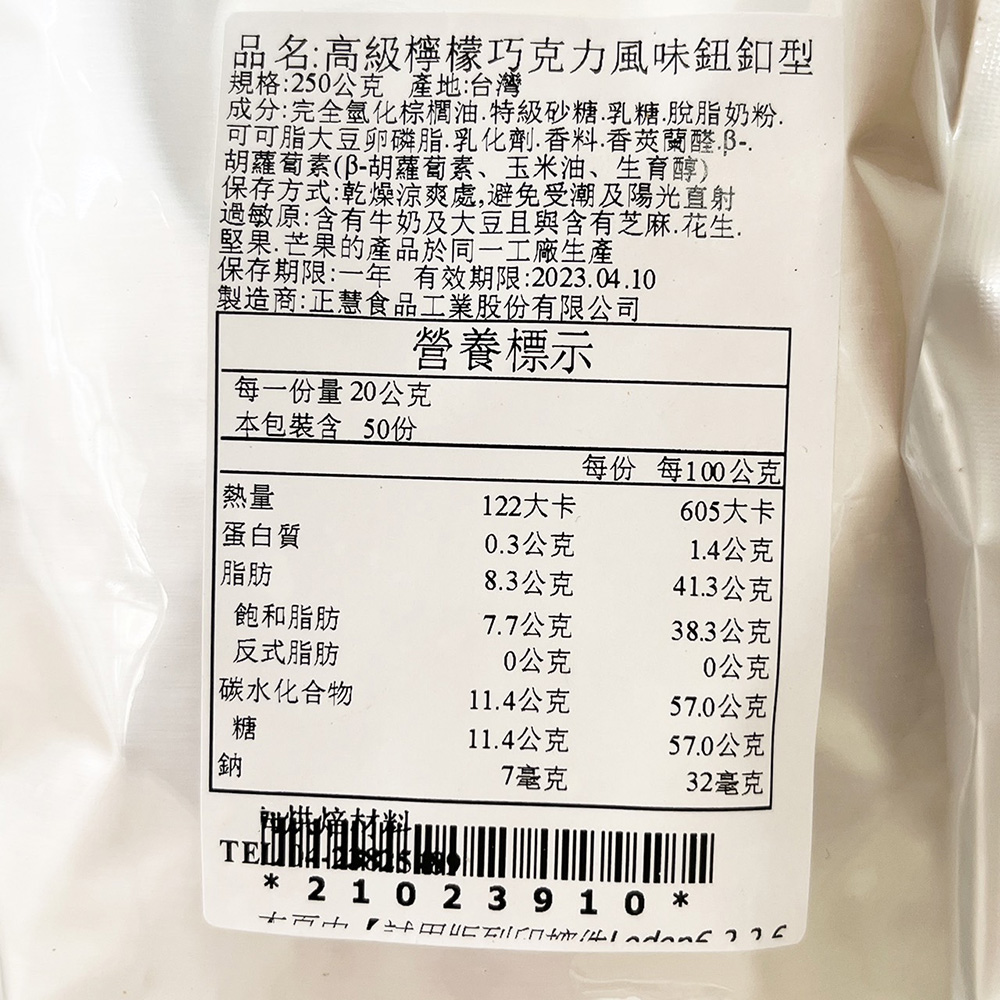 品名:高級檸檬巧克力風味鈕釦型
規格:250公克 產地:台灣
成分:完全氫化棕櫚油.特級砂糖.乳糖.脫脂奶粉.
可可脂大豆卵磷脂.乳化劑.香料.香莢蘭醛.β-.
胡蘿蔔素(β-胡蘿蔔素、玉米油、生育醇)
保存方式:乾燥涼爽處,避免受潮及陽光直射
過敏原:含有牛奶及大豆且與含有芝麻.花生.
堅果.芒果的產品於同一工廠生產
保存期限:一年 有效期限:2023.04.10
製造商:正慧食品工業股份有限公司
營養標示
每一份量 20公克
本包裝含 50份
每份 每100公克
熱量 122大卡 605大卡
蛋白質 0.3公克 1.4公克
脂肪 8.3公克 41.3公克
飽和脂肪 7.7公克 38.3公克
反式脂肪 0公克 0公克
碳水化合物 11.4公克 57.0公克
糖 11.4公克 57.0公克
鈉 7毫克 32毫克
烘焙材料
TEL
*21023910*